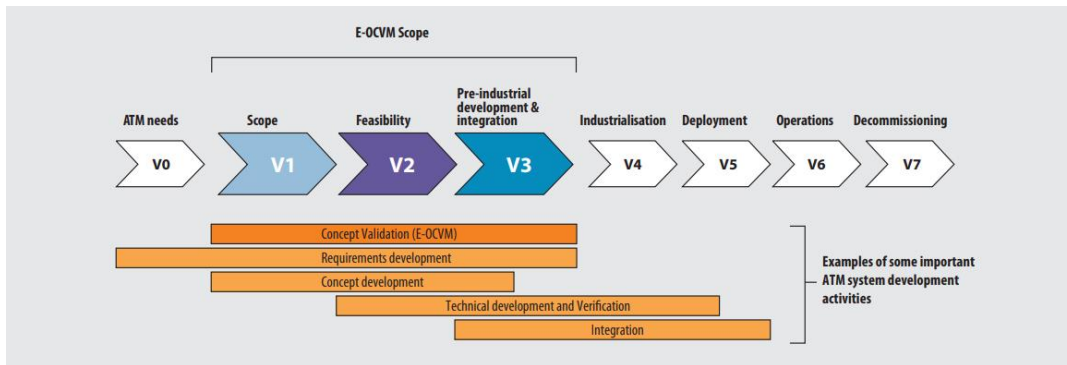 E-OCVM Scope
Pre-industrial
development &
integration
ATM needs
Scope
Feasibility
Industrialisation
Deployment
Operations
Decommissioning
V0
V1
V2
V3
V4
V5
V6
V7
Concept Validation (E-OCVM)
Requirements development
Concept development
Technical development and Verification
Integration
Examples of some important
ATM system development
activities